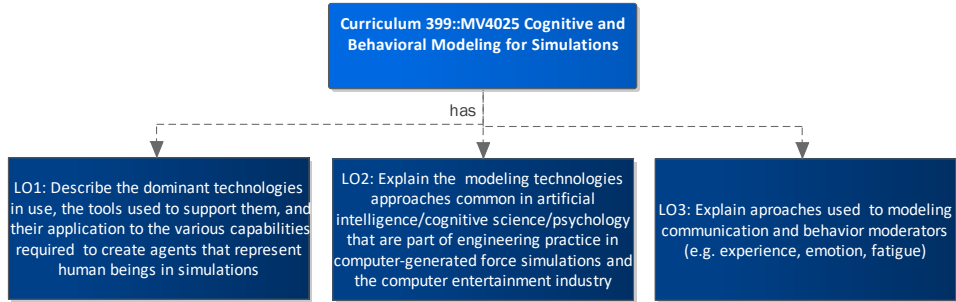 Curriculum 399::MV4025 Cognitive and
Behavioral Modeling for Simulations
has
LO1: Describe the dominant technologies
in use, the tools used to support them, and
their application to the various capabilities
required to create agents that represent
human beings in simulations
LO2: Explain the modeling technologies
approaches common in artificial
intelligence/cognitive science/psychology
that are part of engineering practice in
computer-generated force simulations and
the computer entertainment industry
LO3: Explain aproaches used to modeling
communication and behavior moderators
(e.g. experience, emotion, fatigue)